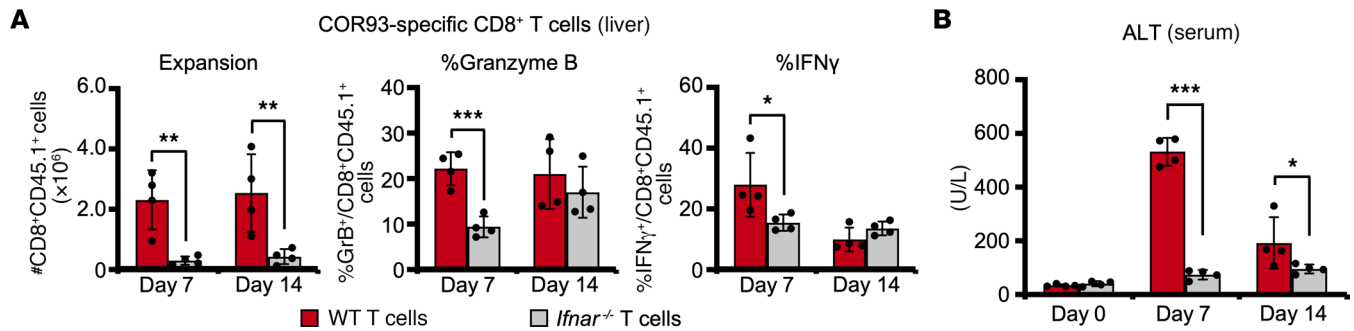 A
COR93-specific CD8⁺ T cells (liver)
Expansion
#CD8⁺CD45.1⁺ cells
(×10⁶)
6.0
4.0
2.0
0
**
**
Day 7
Day 14
%Granzyme B
%GrB⁺/CD8⁺CD45.1⁺
cells
40
30
20
10
0
***
Day 7
Day 14
%IFNγ
%IFNγ⁺/CD8⁺CD45.1⁺
cells
60
40
20
0
*
Day 7
Day 14
WT T cells
Ifnar⁻/⁻ T cells
B
ALT (serum)
(U/L)
800
600
400
200
0
***
*
Day 0
Day 7
Day 14